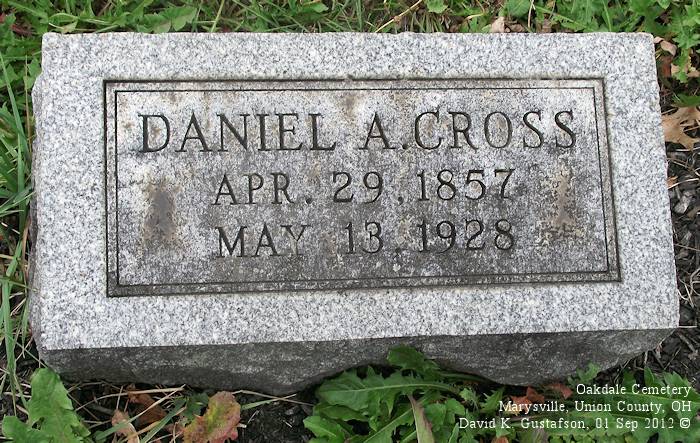 DANIEL A. CROSS
APR. 29, 1857
MAY 13, 1928
Oakdale Cemetery
Marysville, Union County, OH
David K. Gustafson, 01 Sep 2012 ©